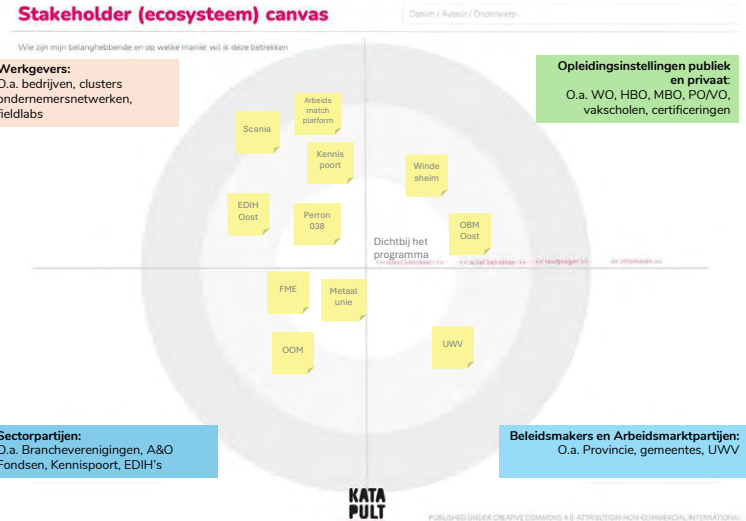 Stakeholder (ecosysteem) canvas
Datum / Auteur / Onderwerp
Wie zijn mijn belanghebbende en op welke manier wil ik deze betrekken
Werkgevers:
O.a. bedrijven, clusters
ondernemersnetwerken,
fieldlabs
Opleidingsinstellingen publiek
en privaat:
O.a. WO, HBO, MBO, PO/VO,
vakscholen, certificeringen
Arbeids
match
platform
Scania
Kennis
poort
Winde
sheim
EDIH
Oost
Perron
038
OBM
Oost
Dichtbij het
programma
<< direct betrekken >> << actief betrekken >> << raadplegen >> << informeren >>
FME
Metaal
unie
OOM
UWV
Sectorpartijen:
O.a. Brancheverenigingen, A&O
Fondsen, Kennispoort, EDIH's
Beleidsmakers en Arbeidsmarktpartijen:
O.a. Provincie, gemeentes, UWV
KATA
PULT
PUBLISHED UNDER CREATIVE COMMONS 4.0. ATTRIBUTION-NON-COMMERCIAL, INTERNATIONAL